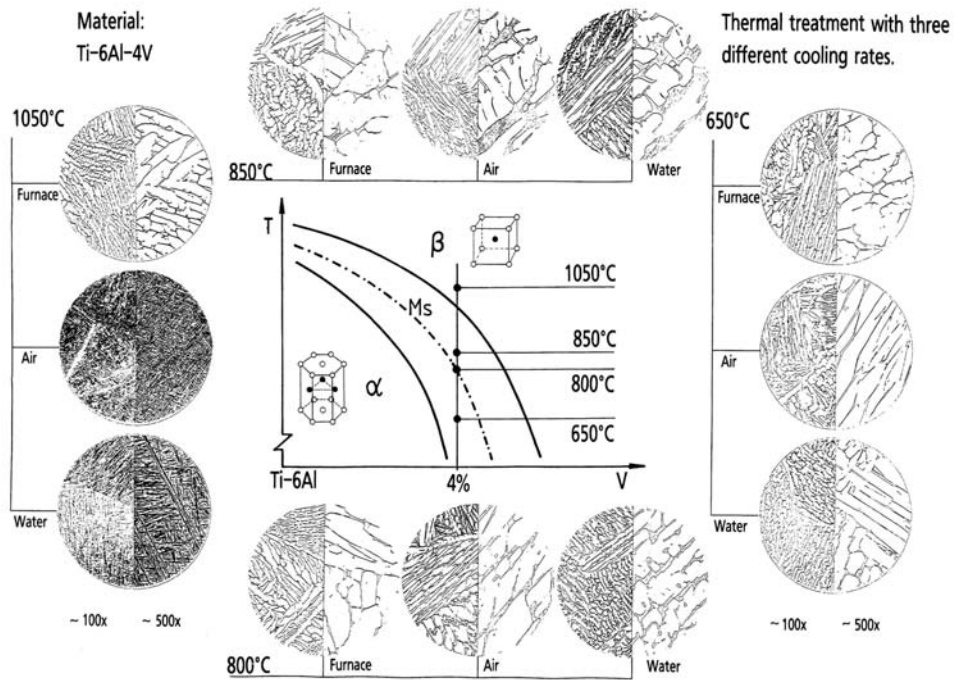 Material:
Ti-6Al-4V
Thermal treatment with three
different cooling rates.
1050°C
Furnace
Air
Water
~ 100x
~ 500x
850°C
Furnace
Air
Water
T
β
Ms
α
1050°C
850°C
800°C
650°C
Ti-6Al
4%
V
800°C
Furnace
Air
Water
650°C
Furnace
Air
Water
~ 100x
~ 500x